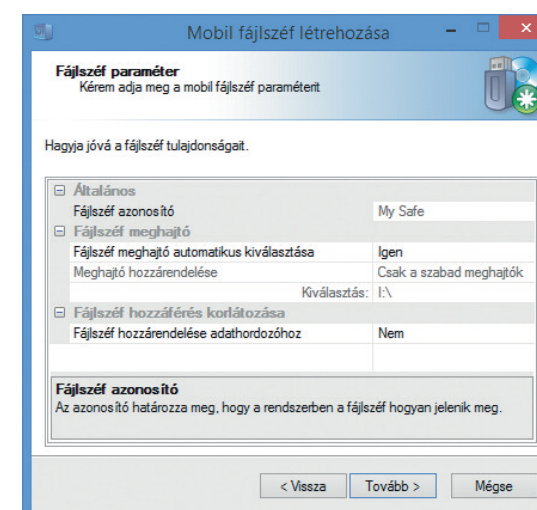 Mobil fájlszéf létrehozása
Fájlszéf paraméter
Kérem adja meg a mobil fájlszéf paraméterit
Hagyja jóvá a fájlszéf tulajdonságait.
Általános
Fájlszéf azonosító My Safe
Fájlszéf meghajtó
Fájlszéf meghajtó automatikus kiválasztása Igen
Meghajtó hozzárendelése Csak a szabad meghajtók
Kiválasztás: I:\
Fájlszéf hozzáférés korlátozása
Fájlszéf hozzárendelése adathordozóhoz Nem
Fájlszéf azonosító
Az azonosító határozza meg, hogy a rendszerben a fájlszéf hogyan jelenik meg.
< Vissza Tovább > Mégse